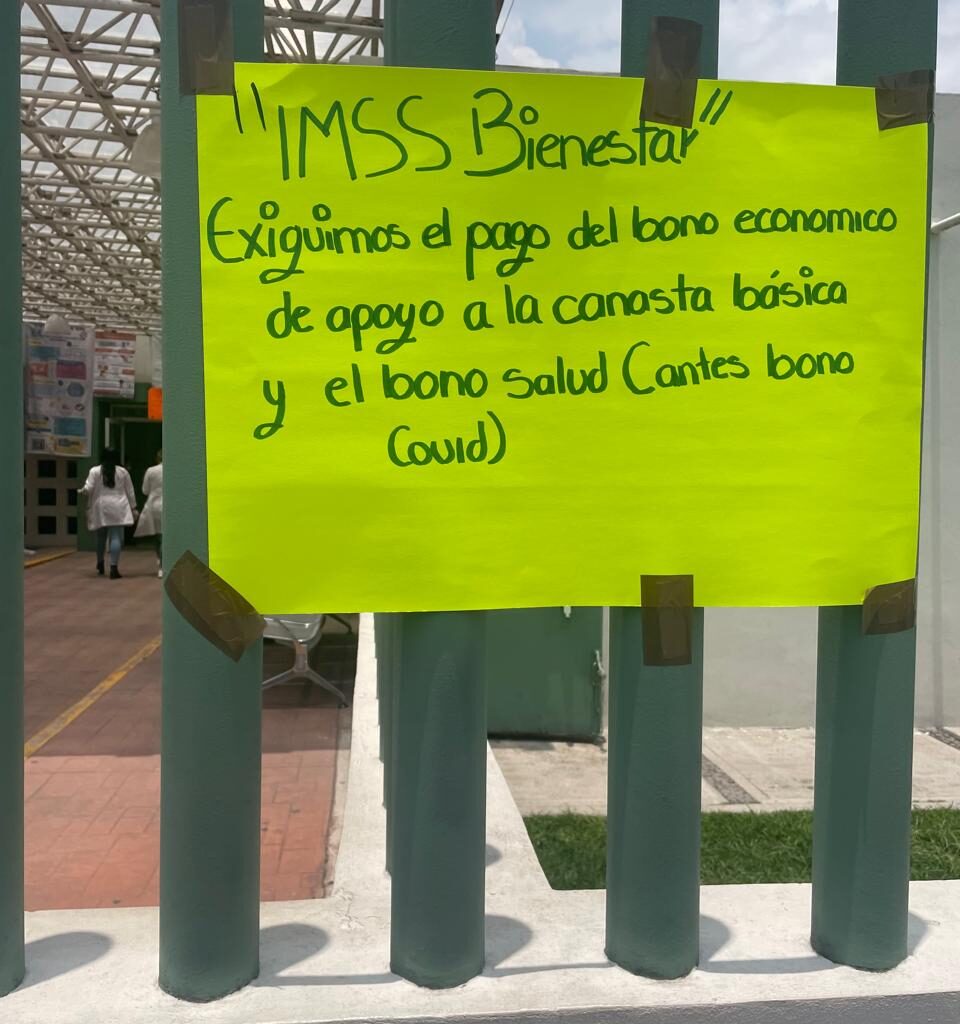 "IMSS Bienestar"
Exigimos el pago del bono economico
de apoyo a la canasta básica
y el bono salud (antes bono
Covid)